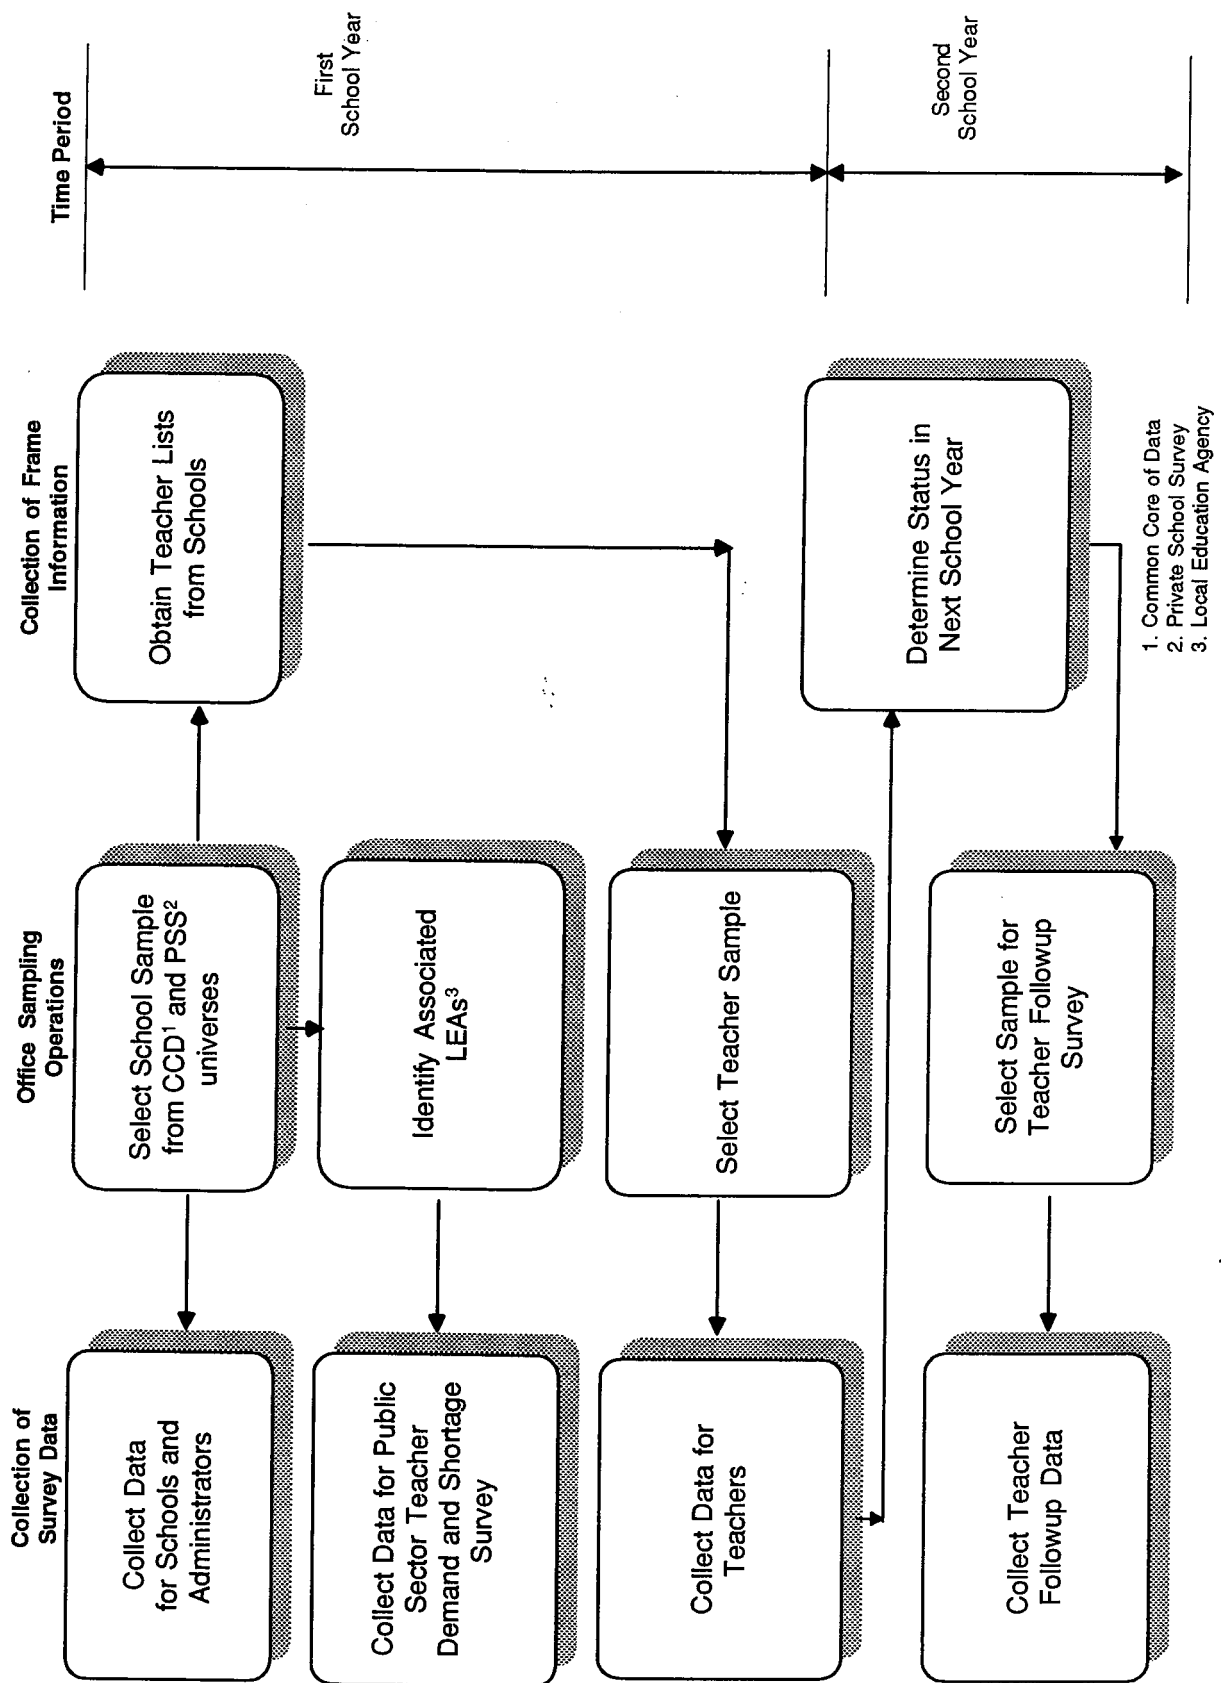 Collection of
Survey Data
Office Sampling
Operations
Collection of Frame
Information
Time Period
Collect Data
for Schools and
Administrators
Select School Sample
from CCD¹ and PSS²
universes
Obtain Teacher Lists
from Schools
First
School Year
Collect Data for Public
Sector Teacher
Demand and Shortage
Survey
Identify Associated
LEAs³
Collect Data for
Teachers
Select Teacher Sample
Determine Status in
Next School Year
Second
School Year
Collect Teacher
Followup Data
Select Sample for
Teacher Followup
Survey
1. Common Core of Data
2. Private School Survey
3. Local Education Agency